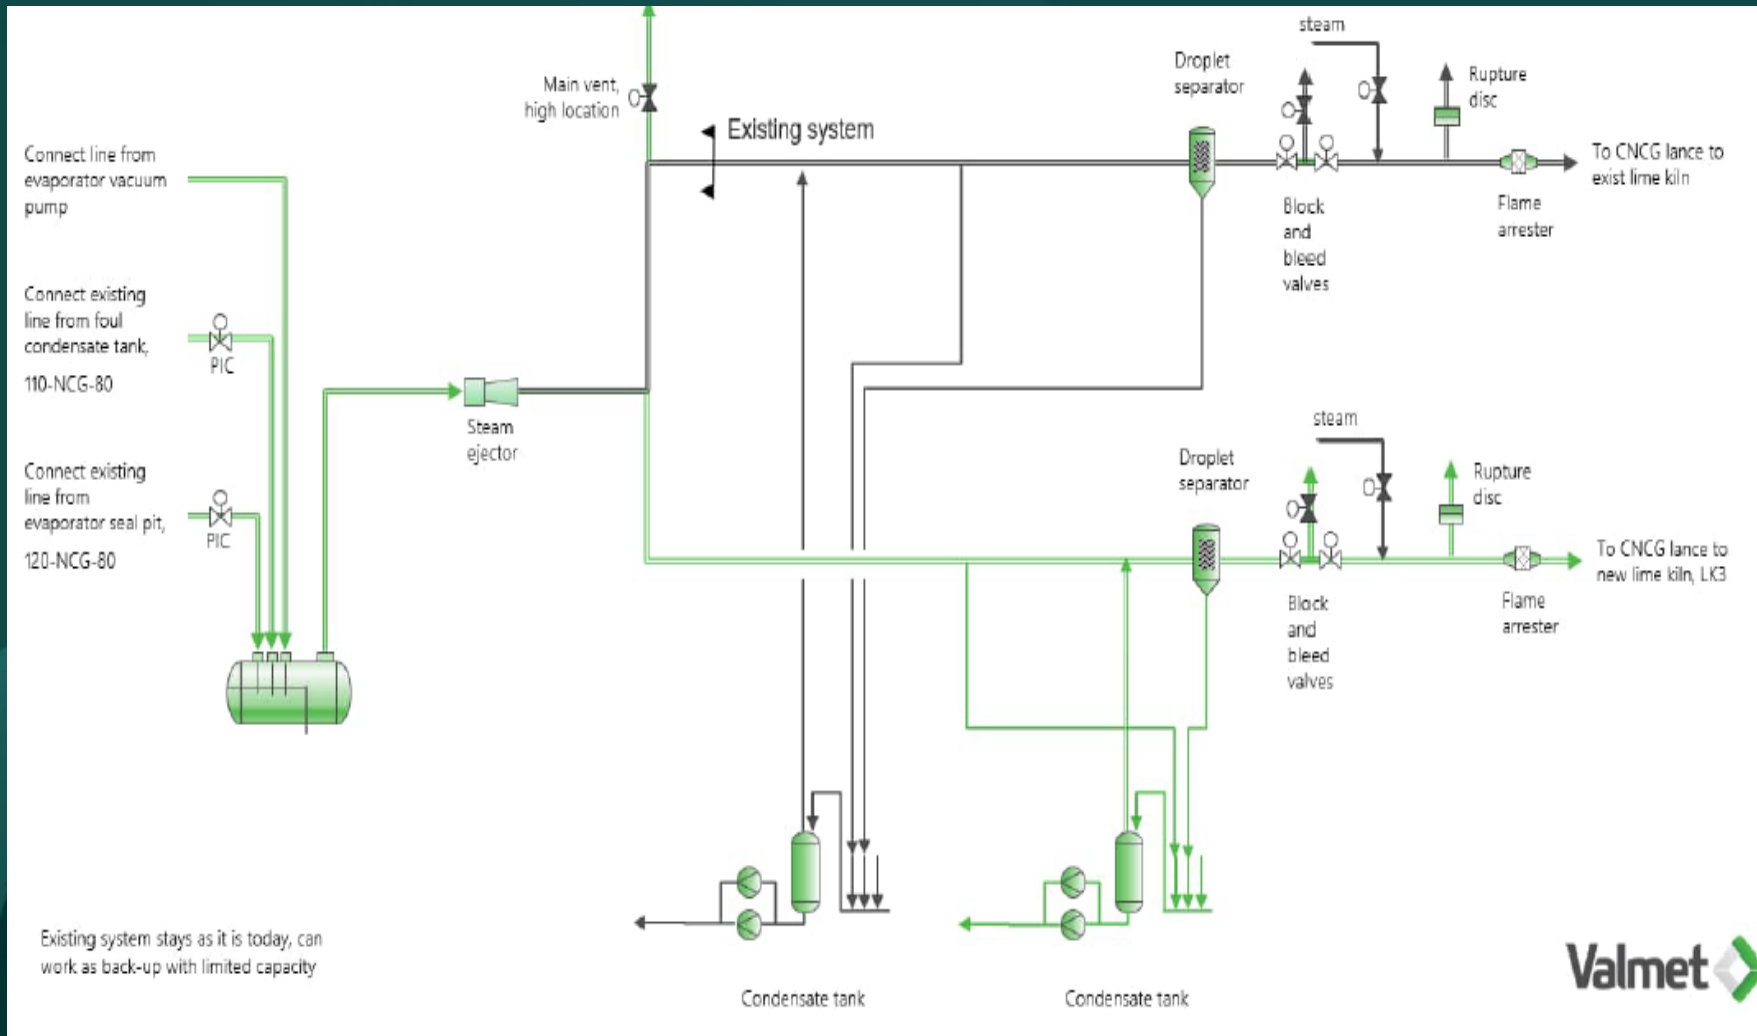 steam
Droplet
separator
Rupture
disc
Main vent,
high location
Existing system
Connect line from
evaporator vacuum
pump
To CNCG lance to
exist lime kiln
Block
and
bleed
valves
Flame
arrester
Connect existing
line from foul
condensate tank,
110-NCG-80
PIC
Steam
ejector
steam
Droplet
separator
Rupture
disc
Connect existing
line from
evaporator seal pit,
120-NCG-80
PIC
To CNCG lance to
new lime kiln, LK3
Block
and
bleed
valves
Flame
arrester
Existing system stays as it is today, can
work as back-up with limited capacity
Condensate tank
Condensate tank
Valmet